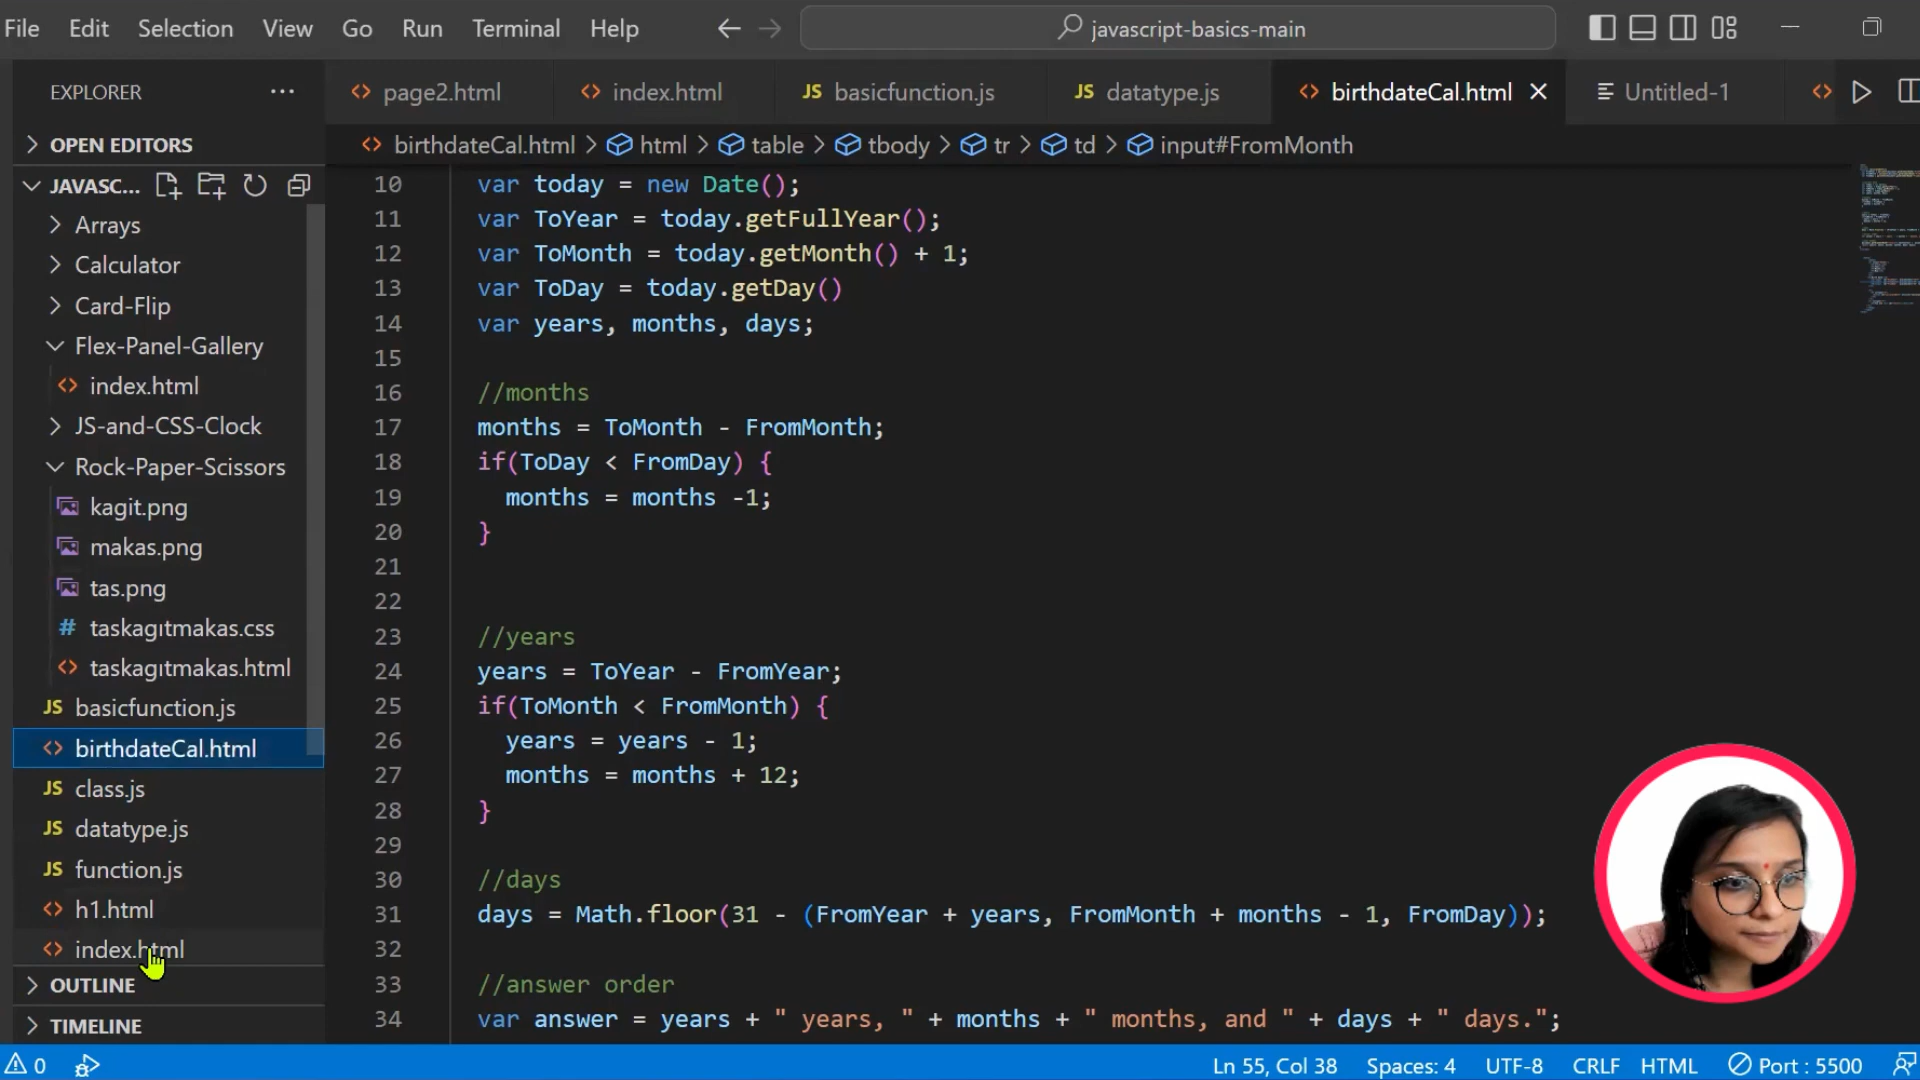 File Edit Selection View Go Run Terminal Help javascript-basics-main
EXPLORER
OPEN EDITORS
JAVASC...
Arrays
Calculator
Card-Flip
Flex-Panel-Gallery
index.html
JS-and-CSS-Clock
Rock-Paper-Scissors
kagit.png
makas.png
tas.png
# taskagıtmakas.css
taskagıtmakas.html
JS basicfunction.js
birthdateCal.html
JS class.js
JS datatype.js
JS function.js
h1.html
index.html
OUTLINE
TIMELINE
page2.html index.html JS basicfunction.js JS datatype.js birthdateCal.html Untitled-1
birthdateCal.html > html > table > tbody > tr > td > input#FromMonth
10 var today = new Date();
11 var ToYear = today.getFullYear();
12 var ToMonth = today.getMonth() + 1;
13 var ToDay = today.getDay()
14 var years, months, days;
15
16 //months
17 months = ToMonth - FromMonth;
18 if(ToDay < FromDay) {
19 months = months -1;
20 }
21
22
23 //years
24 years = ToYear - FromYear;
25 if(ToMonth < FromMonth) {
26 years = years - 1;
27 months = months + 12;
28 }
29
30 //days
31 days = Math.floor(31 - (FromYear + years, FromMonth + months - 1, FromDay));
32
33 //answer order
34 var answer = years + " years, " + months + " months, and " + days + " days.";
0 Ln 55, Col 38 Spaces: 4 UTF-8 CRLF HTML Port : 5500